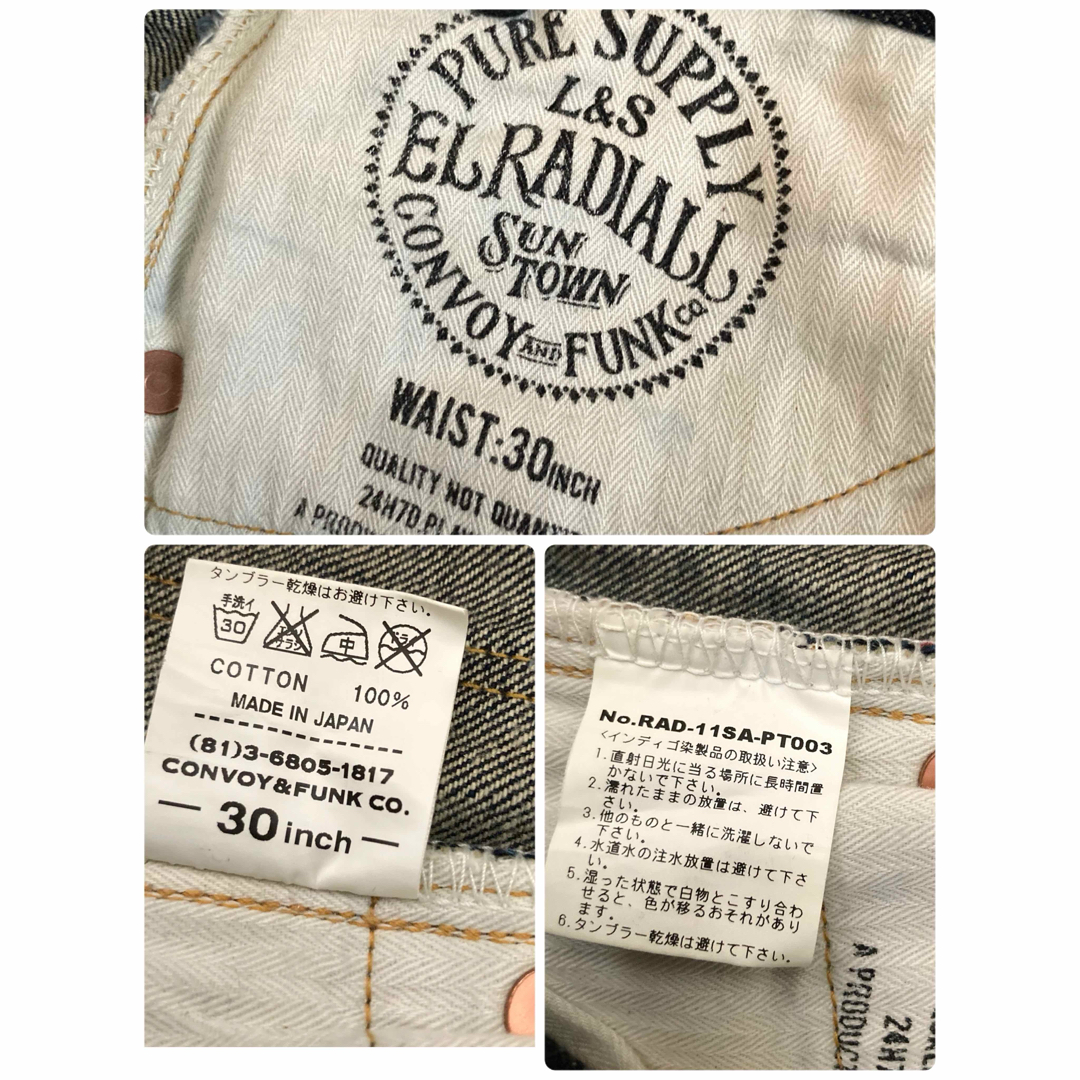 PURE SUPPLY
L&S
ELRADIALL
SUN
TOWN
CONVOY AND FUNK CO
WAIST:30INCH
QUALITY NOT
24H7D
A
タンブラー乾燥はお避け下さい。
手洗イ
30
中
COTTON 100%
MADE IN JAPAN
(81)3-6805-1817
CONVOY&FUNK CO.
30 inch
No.RAD-11SA-PT003
<インディゴ染製品の取扱い注意>
1.直射日光に当る場所に長時間置
かないで下さい。
2.濡れたままの放置は、避けて下
さい。
3.他のものと一緒に洗濯しないで
下さい。
4.水道水の注水放置は避けて下さ
い。
5.湿った状態で白物とこすり合わ
せると、色が移るおそれがあり
ます。
6.タンブラー乾燥は避けて下さい。
A